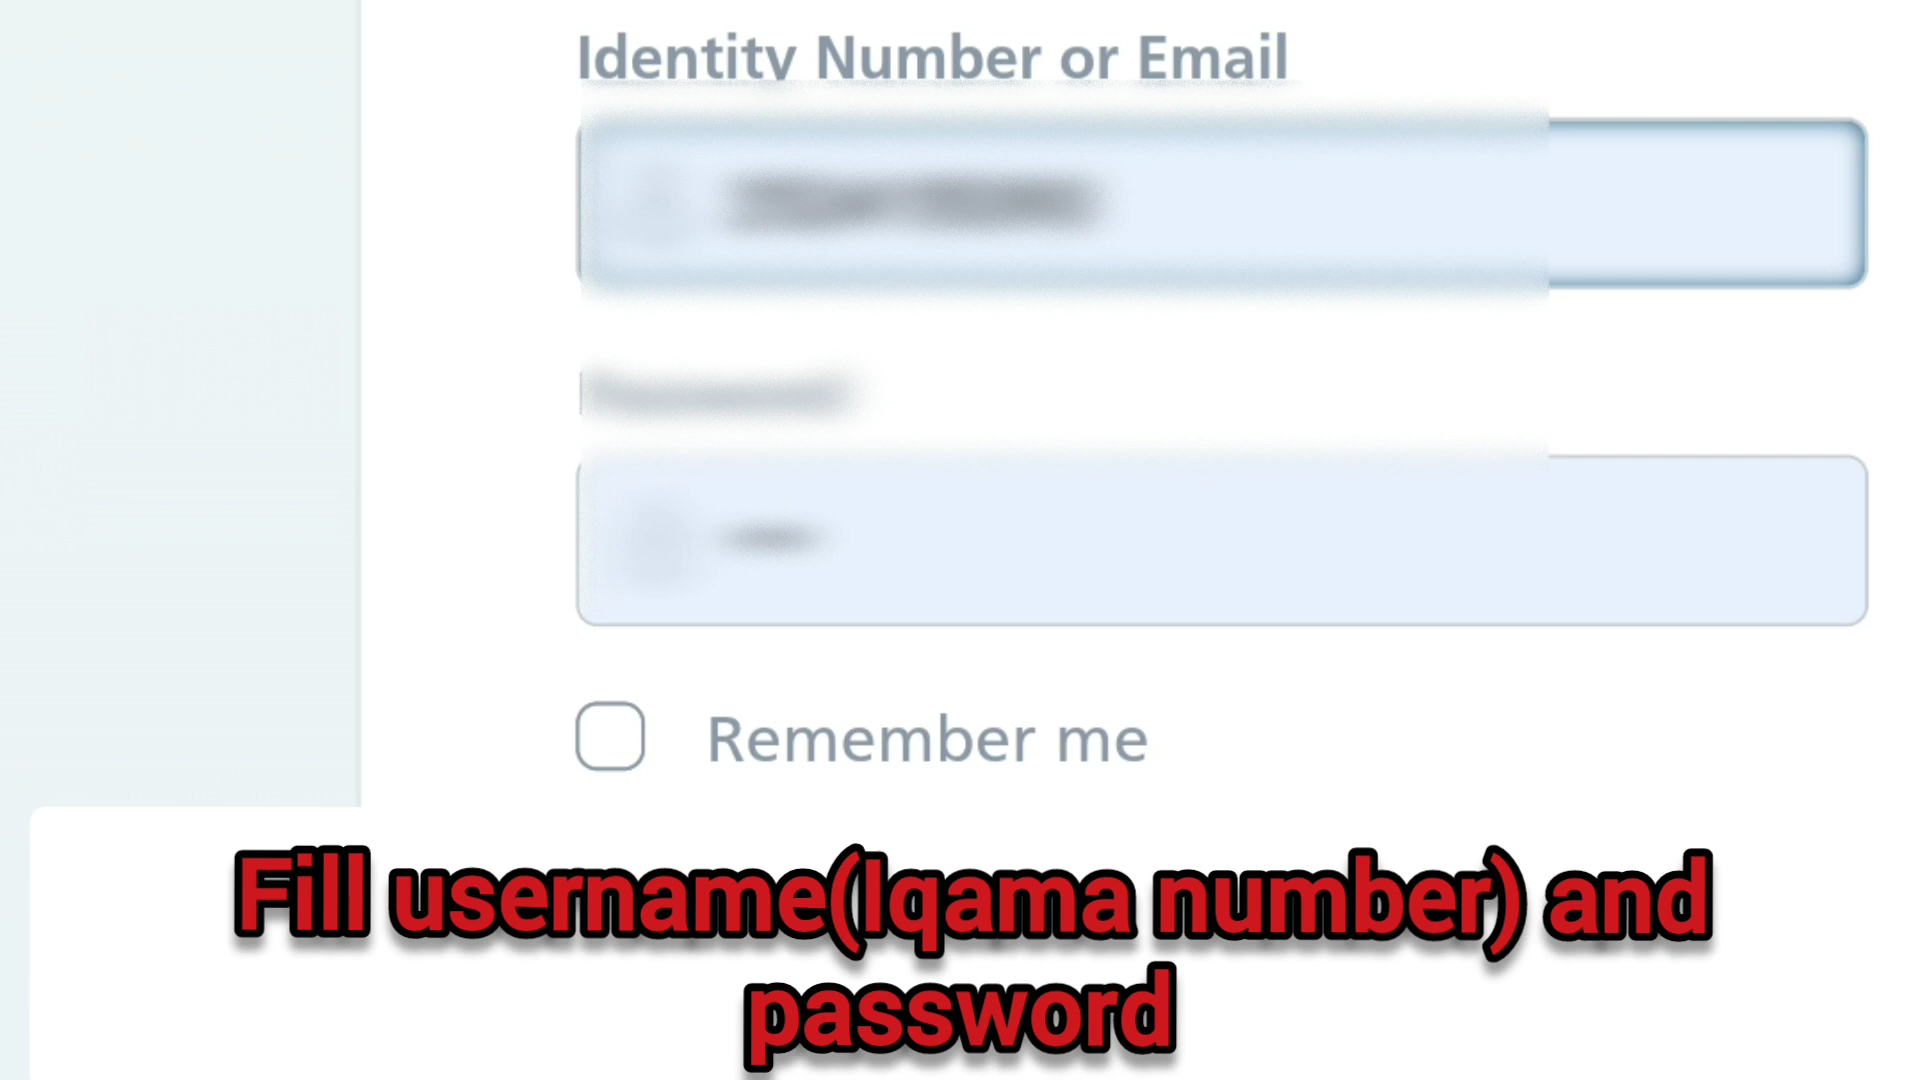 Identity Number or Email
Remember me
Fill username(Iqama number) and
password